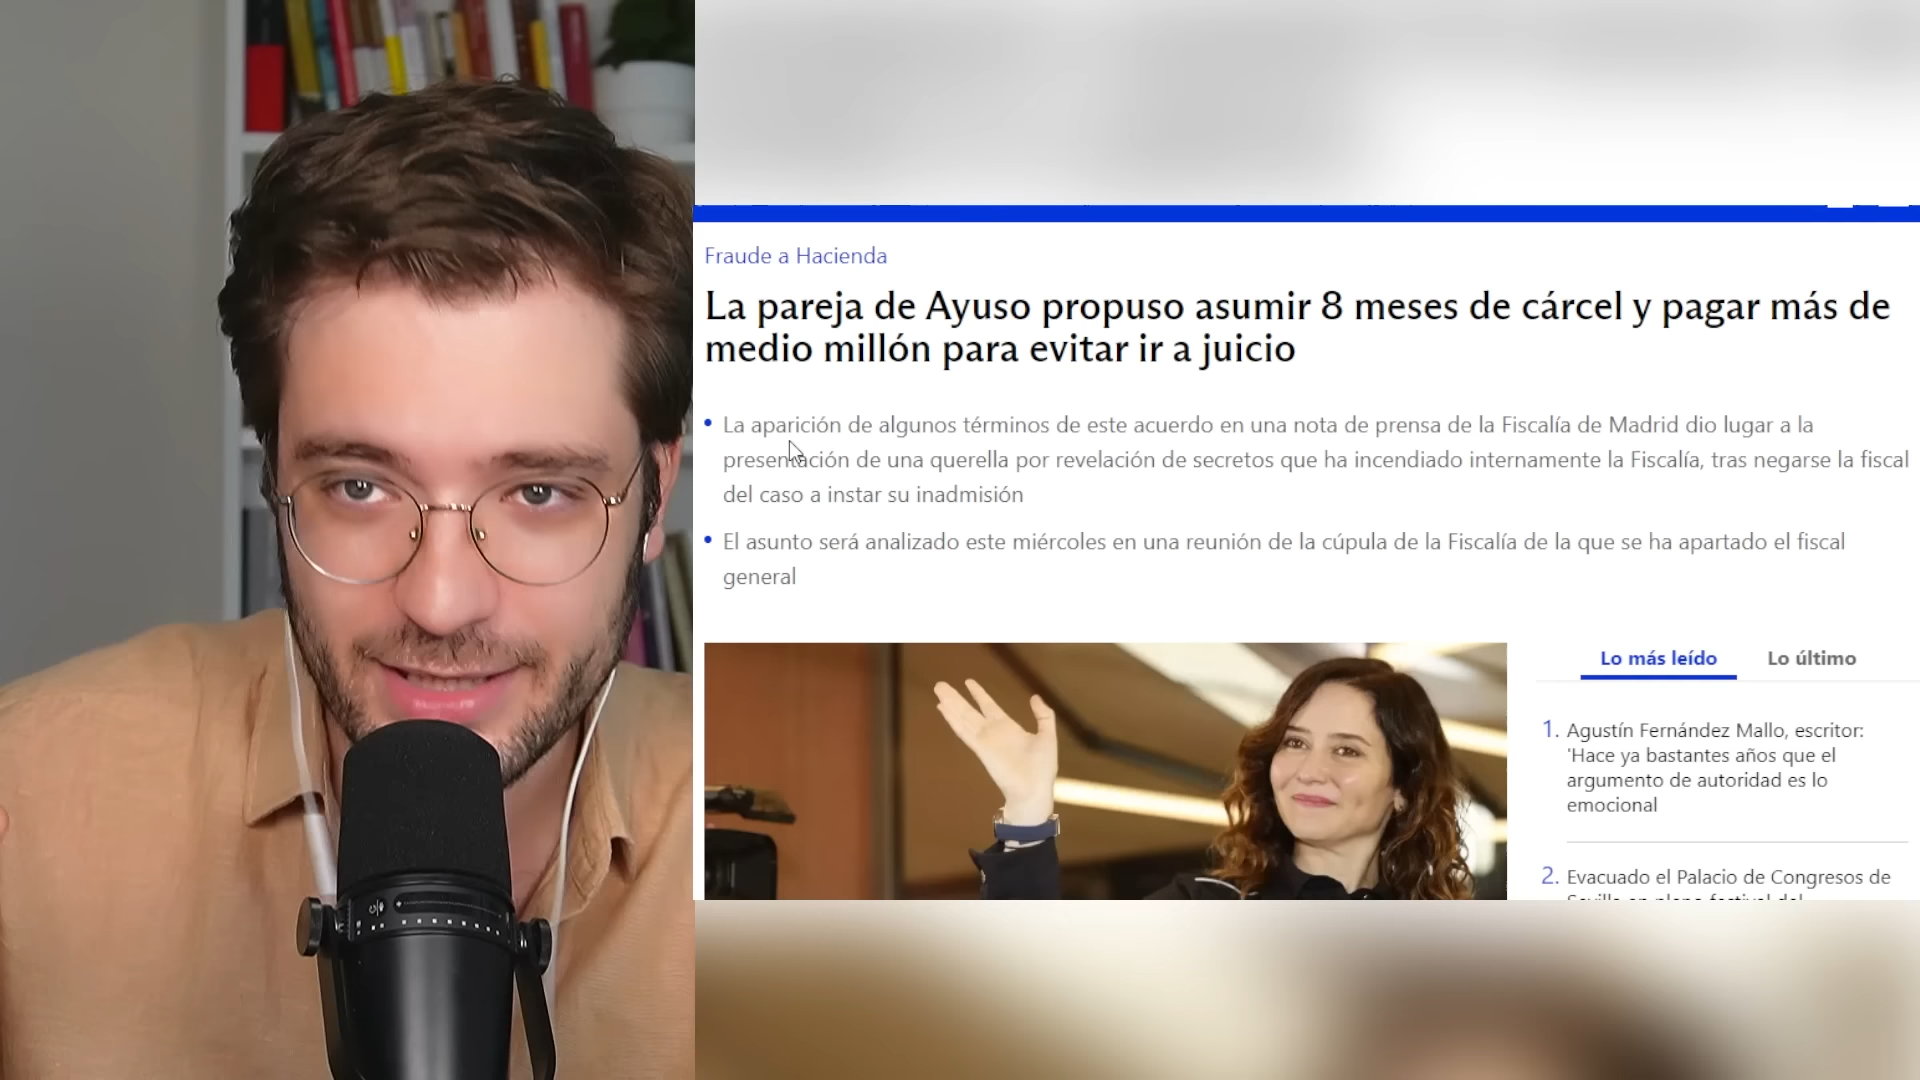 Fraude a Hacienda
La pareja de Ayuso propuso asumir 8 meses de cárcel y pagar más de
medio millón para evitar ir a juicio
La aparición de algunos términos de este acuerdo en una nota de prensa de la Fiscalía de Madrid dio lugar a la
presentación de una querella por revelación de secretos que ha incendiado internamente la Fiscalía, tras negarse la fiscal
del caso a instar su inadmisión
El asunto será analizado este miércoles en una reunión de la cúpula de la Fiscalía de la que se ha apartado el fiscal
general
Lo más leído Lo último
1. Agustín Fernández Mallo, escritor:
'Hace ya bastantes años que el
argumento de autoridad es lo
emocional
2. Evacuado el Palacio de Congresos de